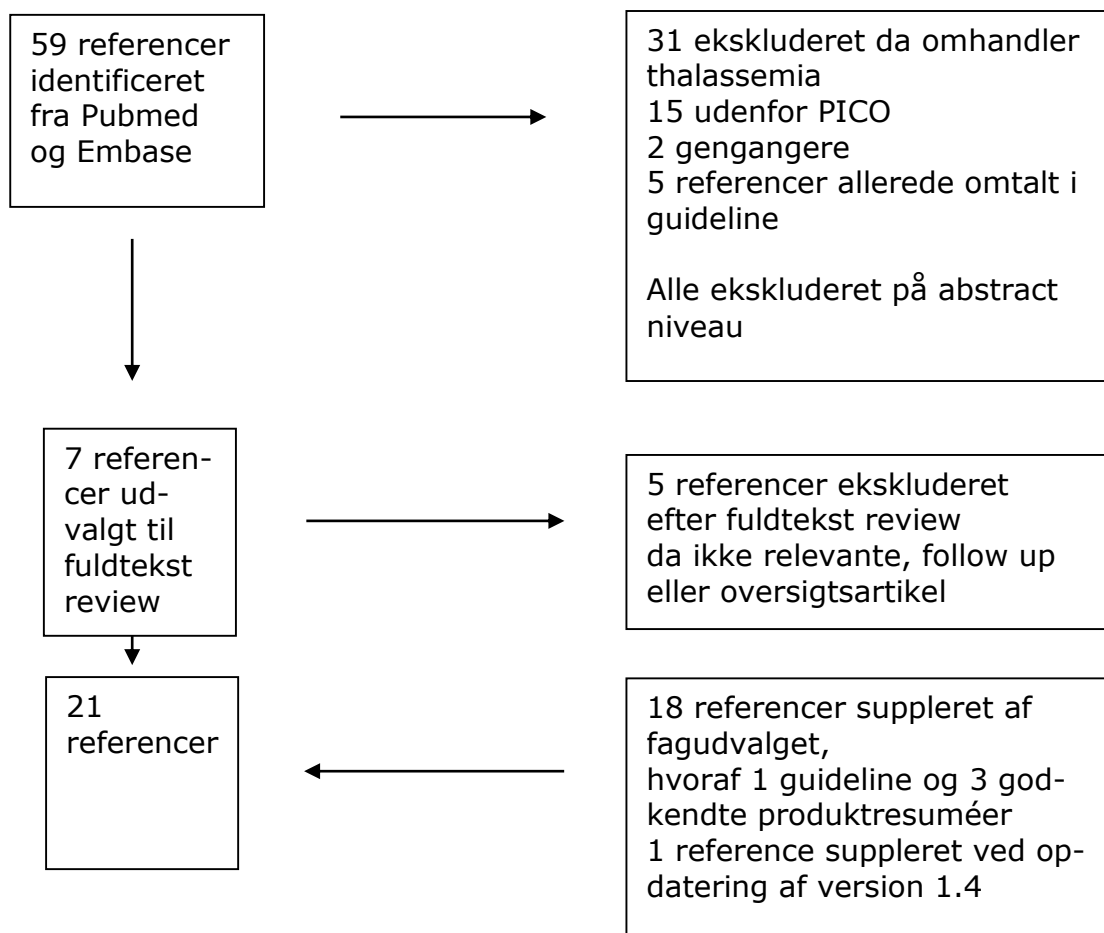 59 referencer
identificeret
fra Pubmed
og Embase
31 ekskluderet da omhandler
thalassemia
15 udenfor PICO
2 gengangere
5 referencer allerede omtalt i
guideline
Alle ekskluderet på abstract
niveau
7 referen-
cer ud-
valgt til
fuldtekst
review
5 referencer ekskluderet
efter fuldtekst review
da ikke relevante, follow up
eller oversigtsartikel
21
referencer
18 referencer suppleret af
fagudvalget,
hvoraf 1 guideline og 3 god-
kendte produktresuméer
1 reference suppleret ved op-
datering af version 1.4